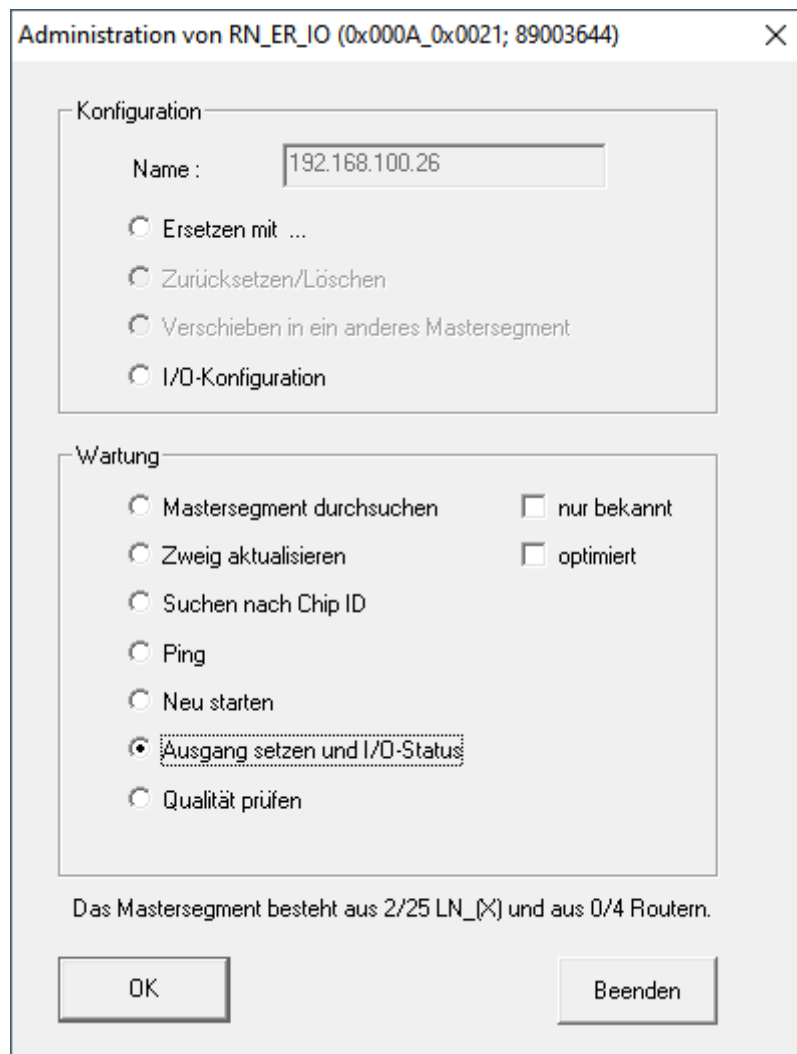 Administration von RN_ER_IO (0x000A_0x0021; 89003644)
Konfiguration
Name : 192.168.100.26
Ersetzen mit ...
Zurücksetzen/Löschen
Verschieben in ein anderes Mastersegment
I/O-Konfiguration
Wartung
Mastersegment durchsuchen nur bekannt
Zweig aktualisieren optimiert
Suchen nach Chip ID
Ping
Neu starten
Ausgang setzen und I/O-Status
Qualität prüfen
Das Mastersegment besteht aus 2/25 LN_(X) und aus 0/4 Routern.
OK Beenden